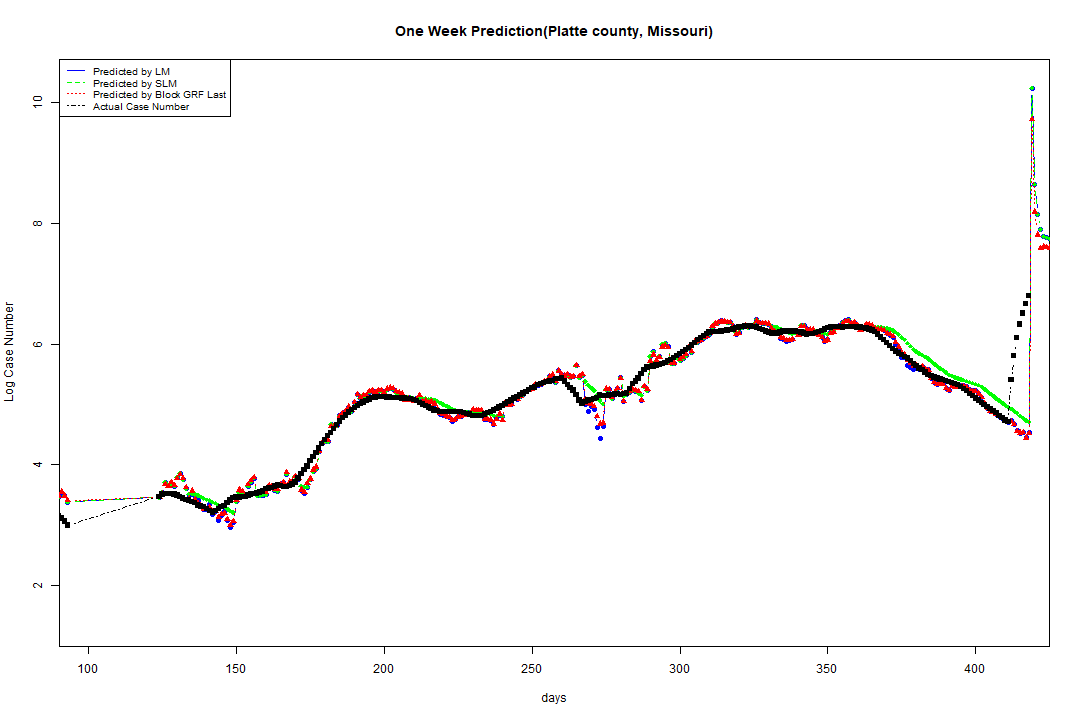 One Week Prediction(Platte county, Missouri)
Predicted by LM
Predicted by SLM
Predicted by Block GRF Last
Actual Case Number
Log Case Number
10
8
6
4
2
100 150 200 250 300 350 400
days